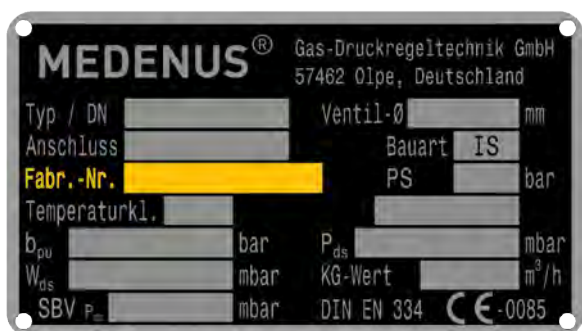 MEDENUS® Gas-Druckregeltechnik GmbH
57462 Olpe, Deutschland
Typ / DN Ventil-Ø mm
Anschluss Bauart IS
Fabr.-Nr. PS bar
Temperaturkl.
bpu bar Pds mbar
Wds mbar KG-Wert m³/h
SBV mbar DIN EN 334 CE-0085